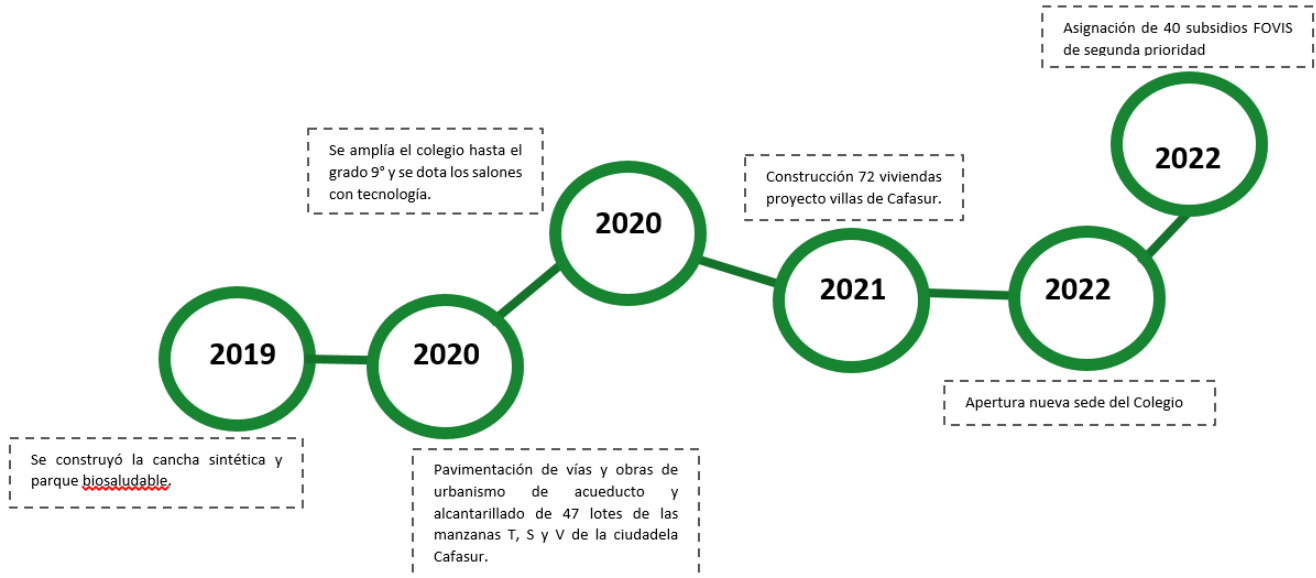 2019
Se construyó la cancha sintética y
parque biosaludable.
2020
Pavimentación de vías y obras de
urbanismo de acueducto y
alcantarillado de 47 lotes de las
manzanas T, S y V de la ciudadela
Cafasur.
Se amplía el colegio hasta el
grado 9° y se dota los salones
con tecnología.
2020
Construcción 72 viviendas
proyecto villas de Cafasur.
2021
2022
Apertura nueva sede del Colegio
Asignación de 40 subsidios FOVIS
de segunda prioridad
2022